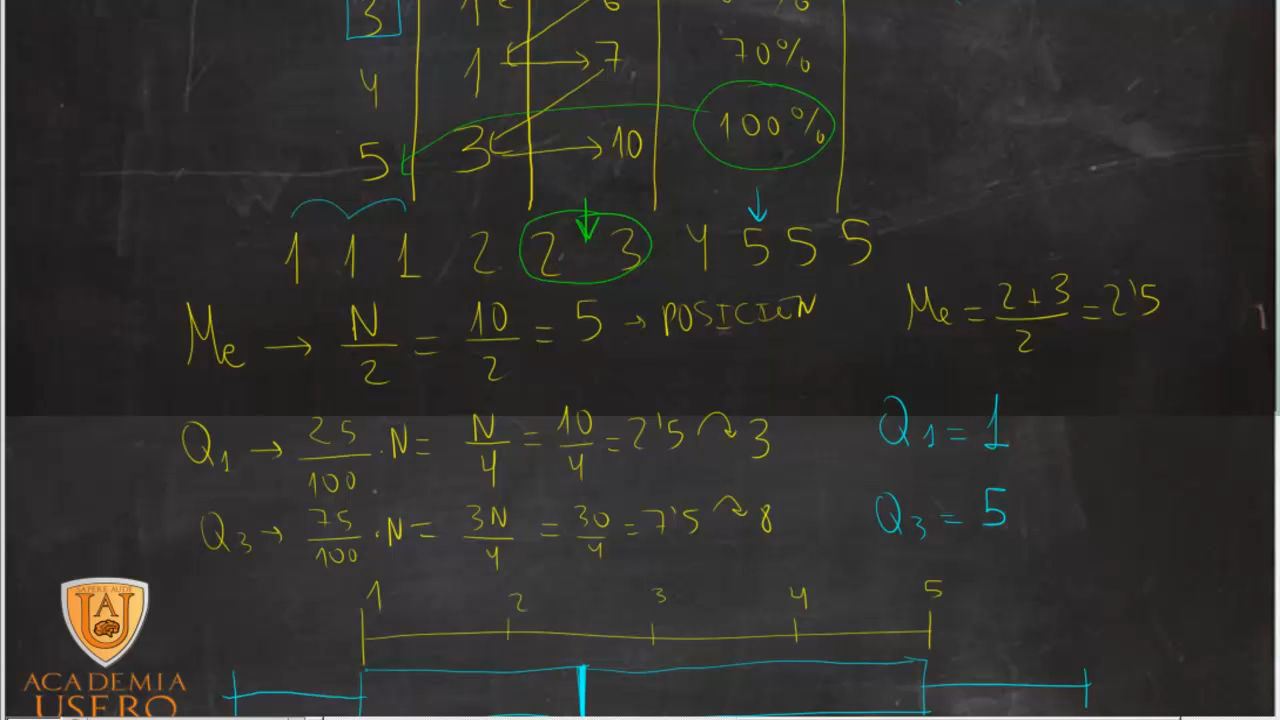 3 1 6
4 1 7 70%
5 3 10 100%
1 1 1 2 2 3 4 5 5 5
Me → N/2 = 10/2 = 5 → POSICION
Me = 2+3/2 = 2'5
Q1 → 25/100 · N = N/4 = 10/4 = 2'5 ↷ 3
Q1 = 1
Q3 → 75/100 · N = 3N/4 = 30/4 = 7'5 ↷ 8
Q3 = 5
1 2 3 4 5
SAPERE AUDE
UA
ACADEMIA
USERO